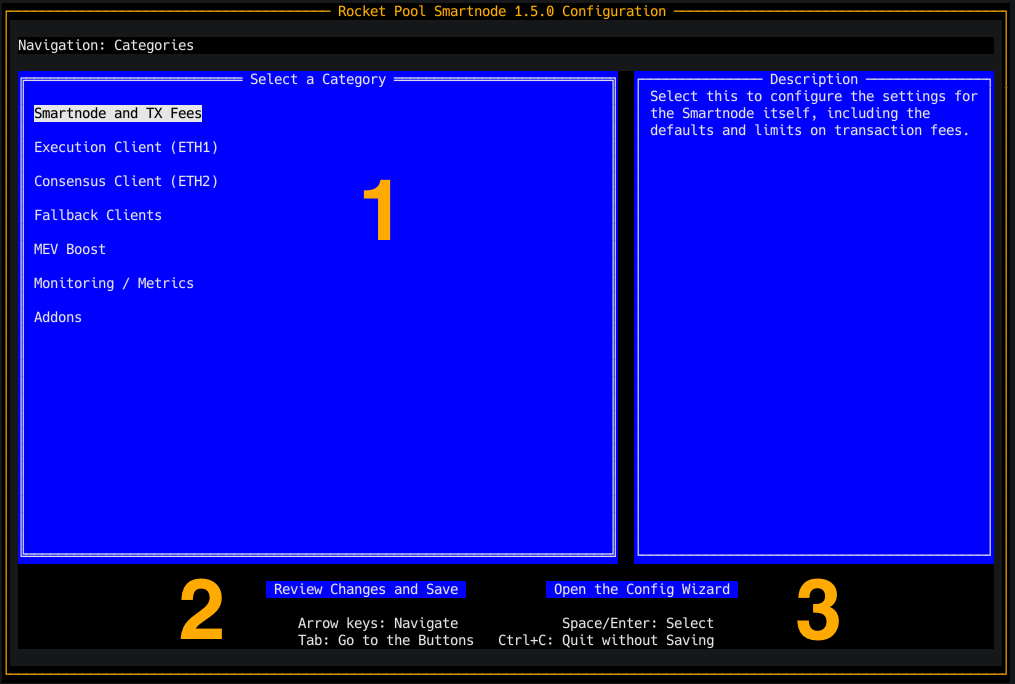 Rocket Pool Smartnode 1.5.0 Configuration
Navigation: Categories
Select a Category
Smartnode and TX Fees
Execution Client (ETH1)
Consensus Client (ETH2)
Fallback Clients
MEV Boost
Monitoring / Metrics
Addons
1
Description
Select this to configure the settings for
the Smartnode itself, including the
defaults and limits on transaction fees.
2
Review Changes and Save
Open the Config Wizard
3
Arrow keys: Navigate
Space/Enter: Select
Tab: Go to the Buttons
Ctrl+C: Quit without Saving